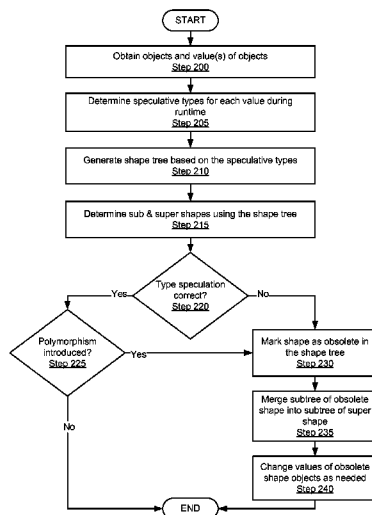 START
Obtain objects and value(s) of objects
Step 200
Determine speculative types for each value during
runtime
Step 205
Generate shape tree based on the speculative types
Step 210
Determine sub & super shapes using the shape tree
Step 215
Type speculation
correct?
Step 220
Yes
No
Polymorphism
introduced?
Step 225
Yes
Mark shape as obsolete in
the shape tree
Step 230
Merge subtree of obsolete
shape into subtree of super
shape
Step 235
No
Change values of obsolete
shape objects as needed
Step 240
END